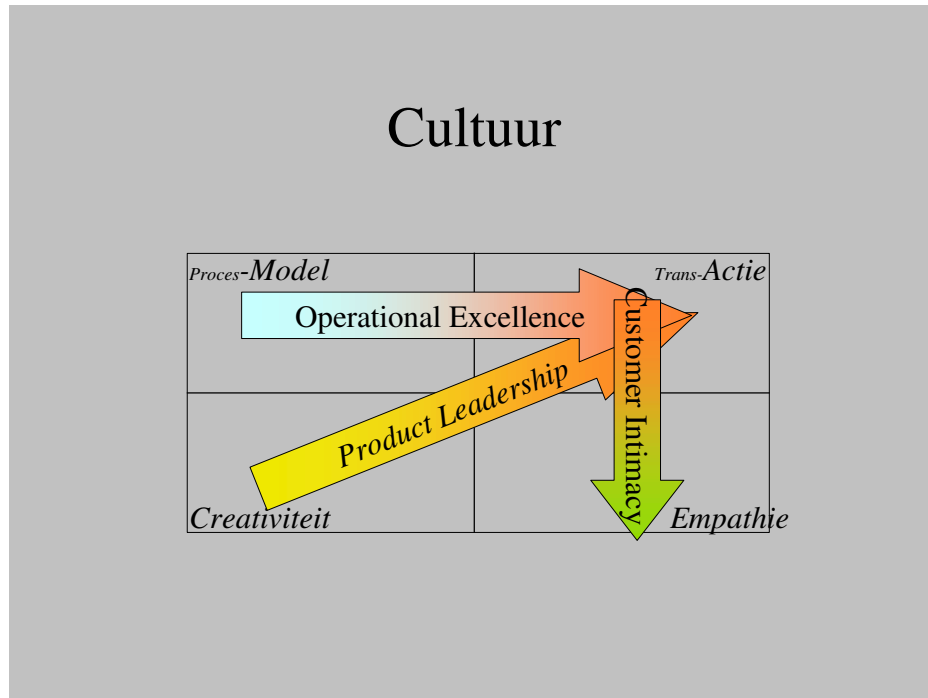 Cultuur
Proces-Model
Trans-Actie
Operational Excellence
Customer Intimacy
Product Leadership
Creativiteit
Empathie